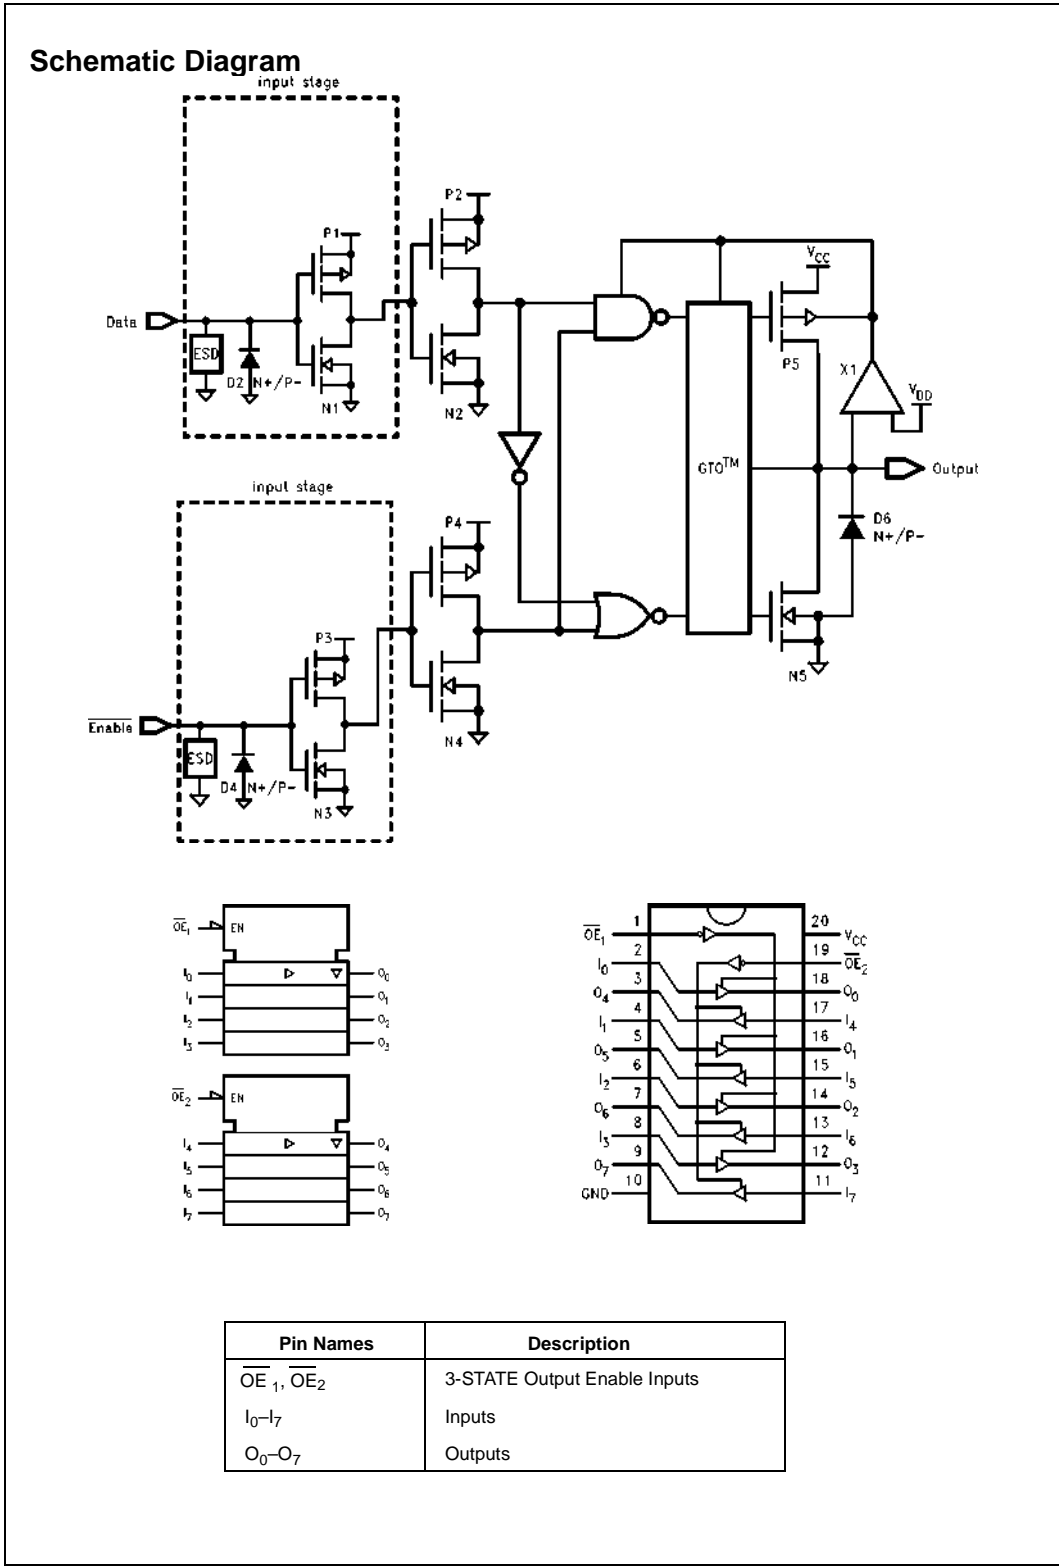 Schematic Diagram
input stage
P2
P1
V_CC
Data
ESD
D2 N+/P-
N1
N2
P5
X1
V_DD
GTO™
Output
input stage
P4
D6
N+/P-
P3
N5
Enable
ESD
D4 N+/P-
N3
N4
OE₁
EN
I₀
O₀
I₁
O₁
I₂
O₂
I₃
O₃
OE₂
EN
I₄
O₄
I₅
O₅
I₆
O₆
I₇
O₇
OE₁ 1 20 V_CC
I₀ 2 19 OE₂
O₄ 3 18 O₀
I₁ 4 17 I₄
O₅ 5 16 O₁
I₂ 6 15 I₅
O₆ 7 14 O₂
I₃ 8 13 I₆
O₇ 9 12 O₃
GND 10 11 I₇
Pin Names Description
OE ₁, OE₂ 3-STATE Output Enable Inputs
I₀–I₇ Inputs
O₀–O₇ Outputs